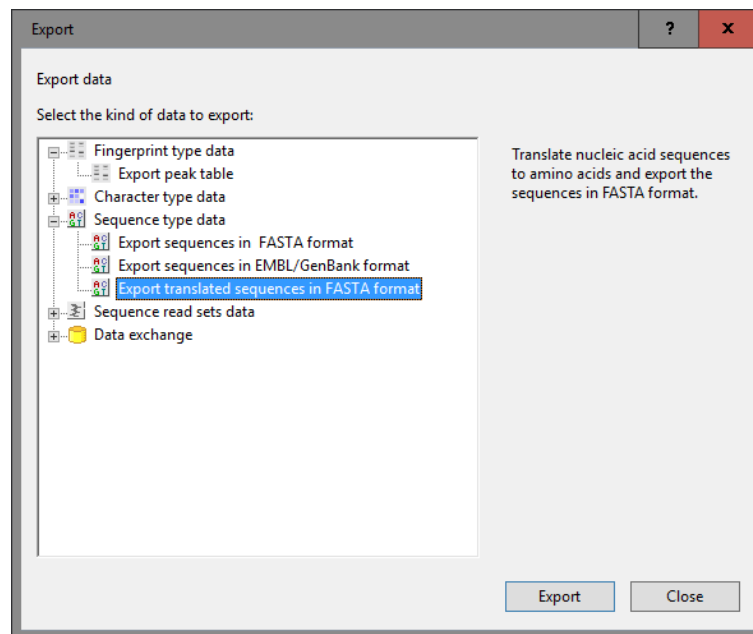 Export
?
x
Export data
Select the kind of data to export:
Fingerprint type data
Export peak table
Character type data
Sequence type data
Export sequences in  FASTA format
Export sequences in EMBL/GenBank format
Export translated sequences in FASTA format
Sequence read sets data
Data exchange
Translate nucleic acid sequences
to amino acids and export the
sequences in FASTA format.
Export
Close